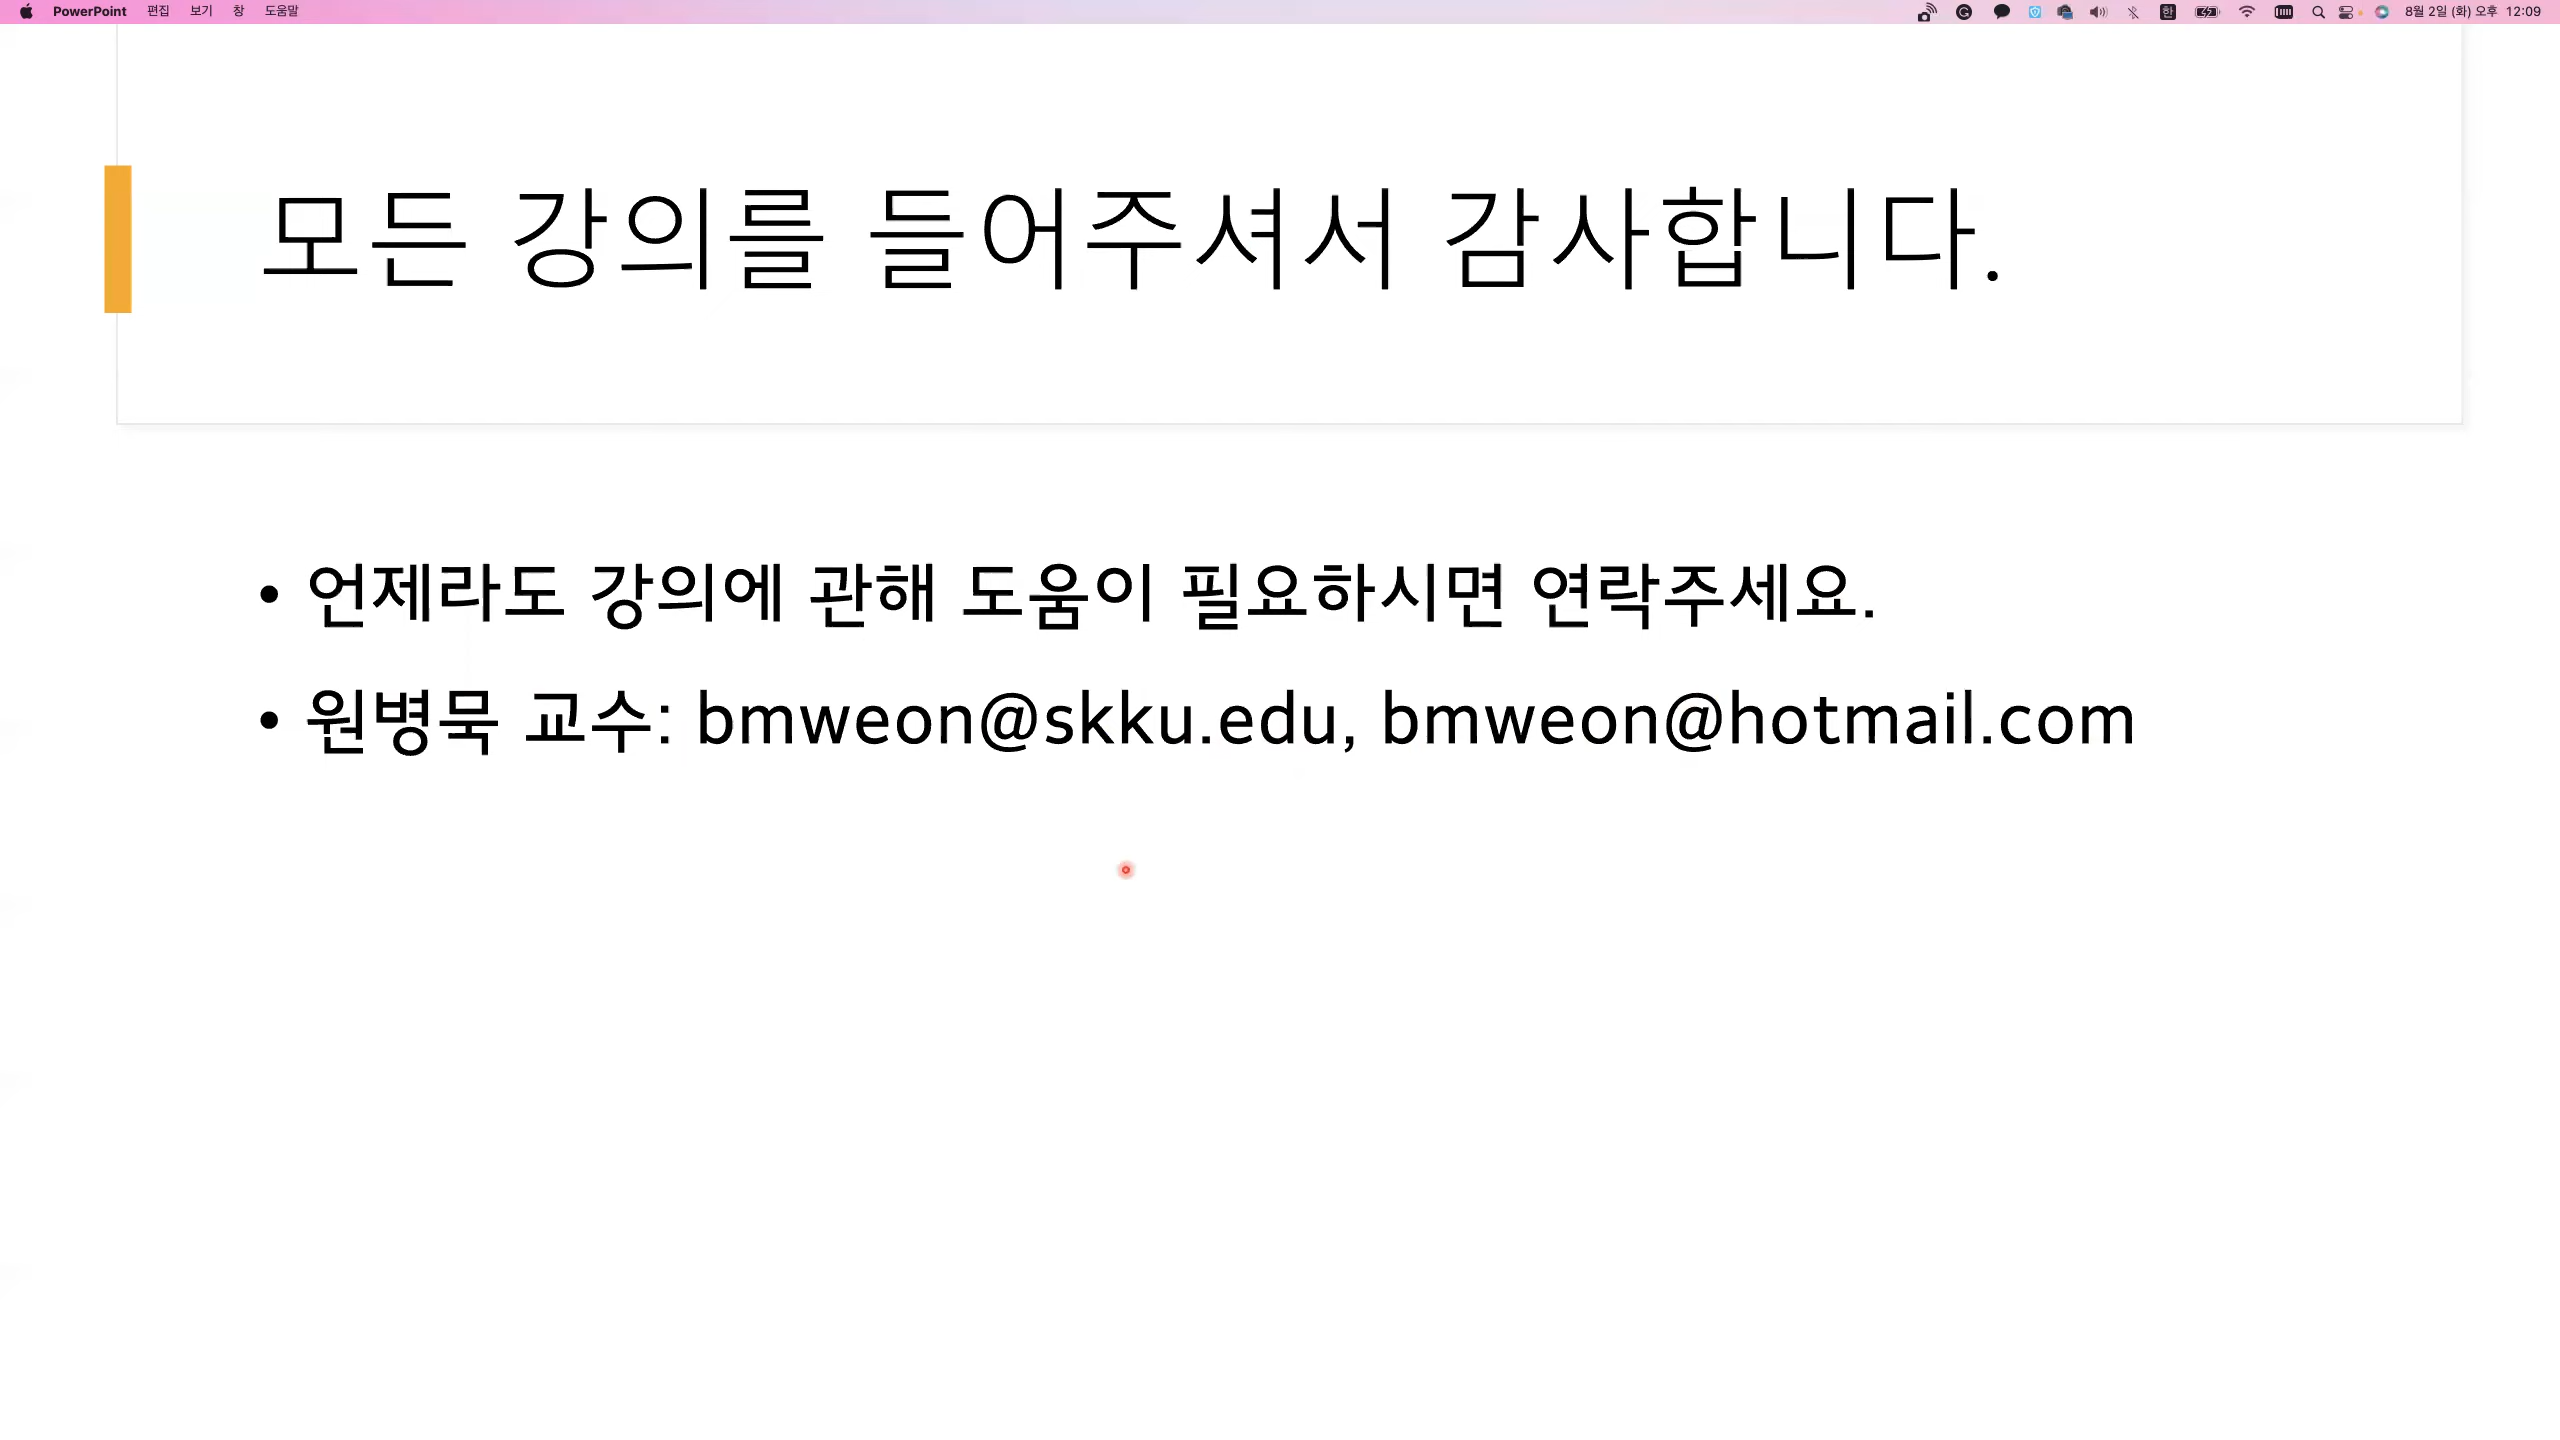 PowerPoint 편집 보기 창 도움말 한 8월 2일 (화) 오후 12:09
모든 강의를 들어주셔서 감사합니다.
• 언제라도 강의에 관해 도움이 필요하시면 연락주세요.
• 원병묵 교수: bmweon@skku.edu, bmweon@hotmail.com